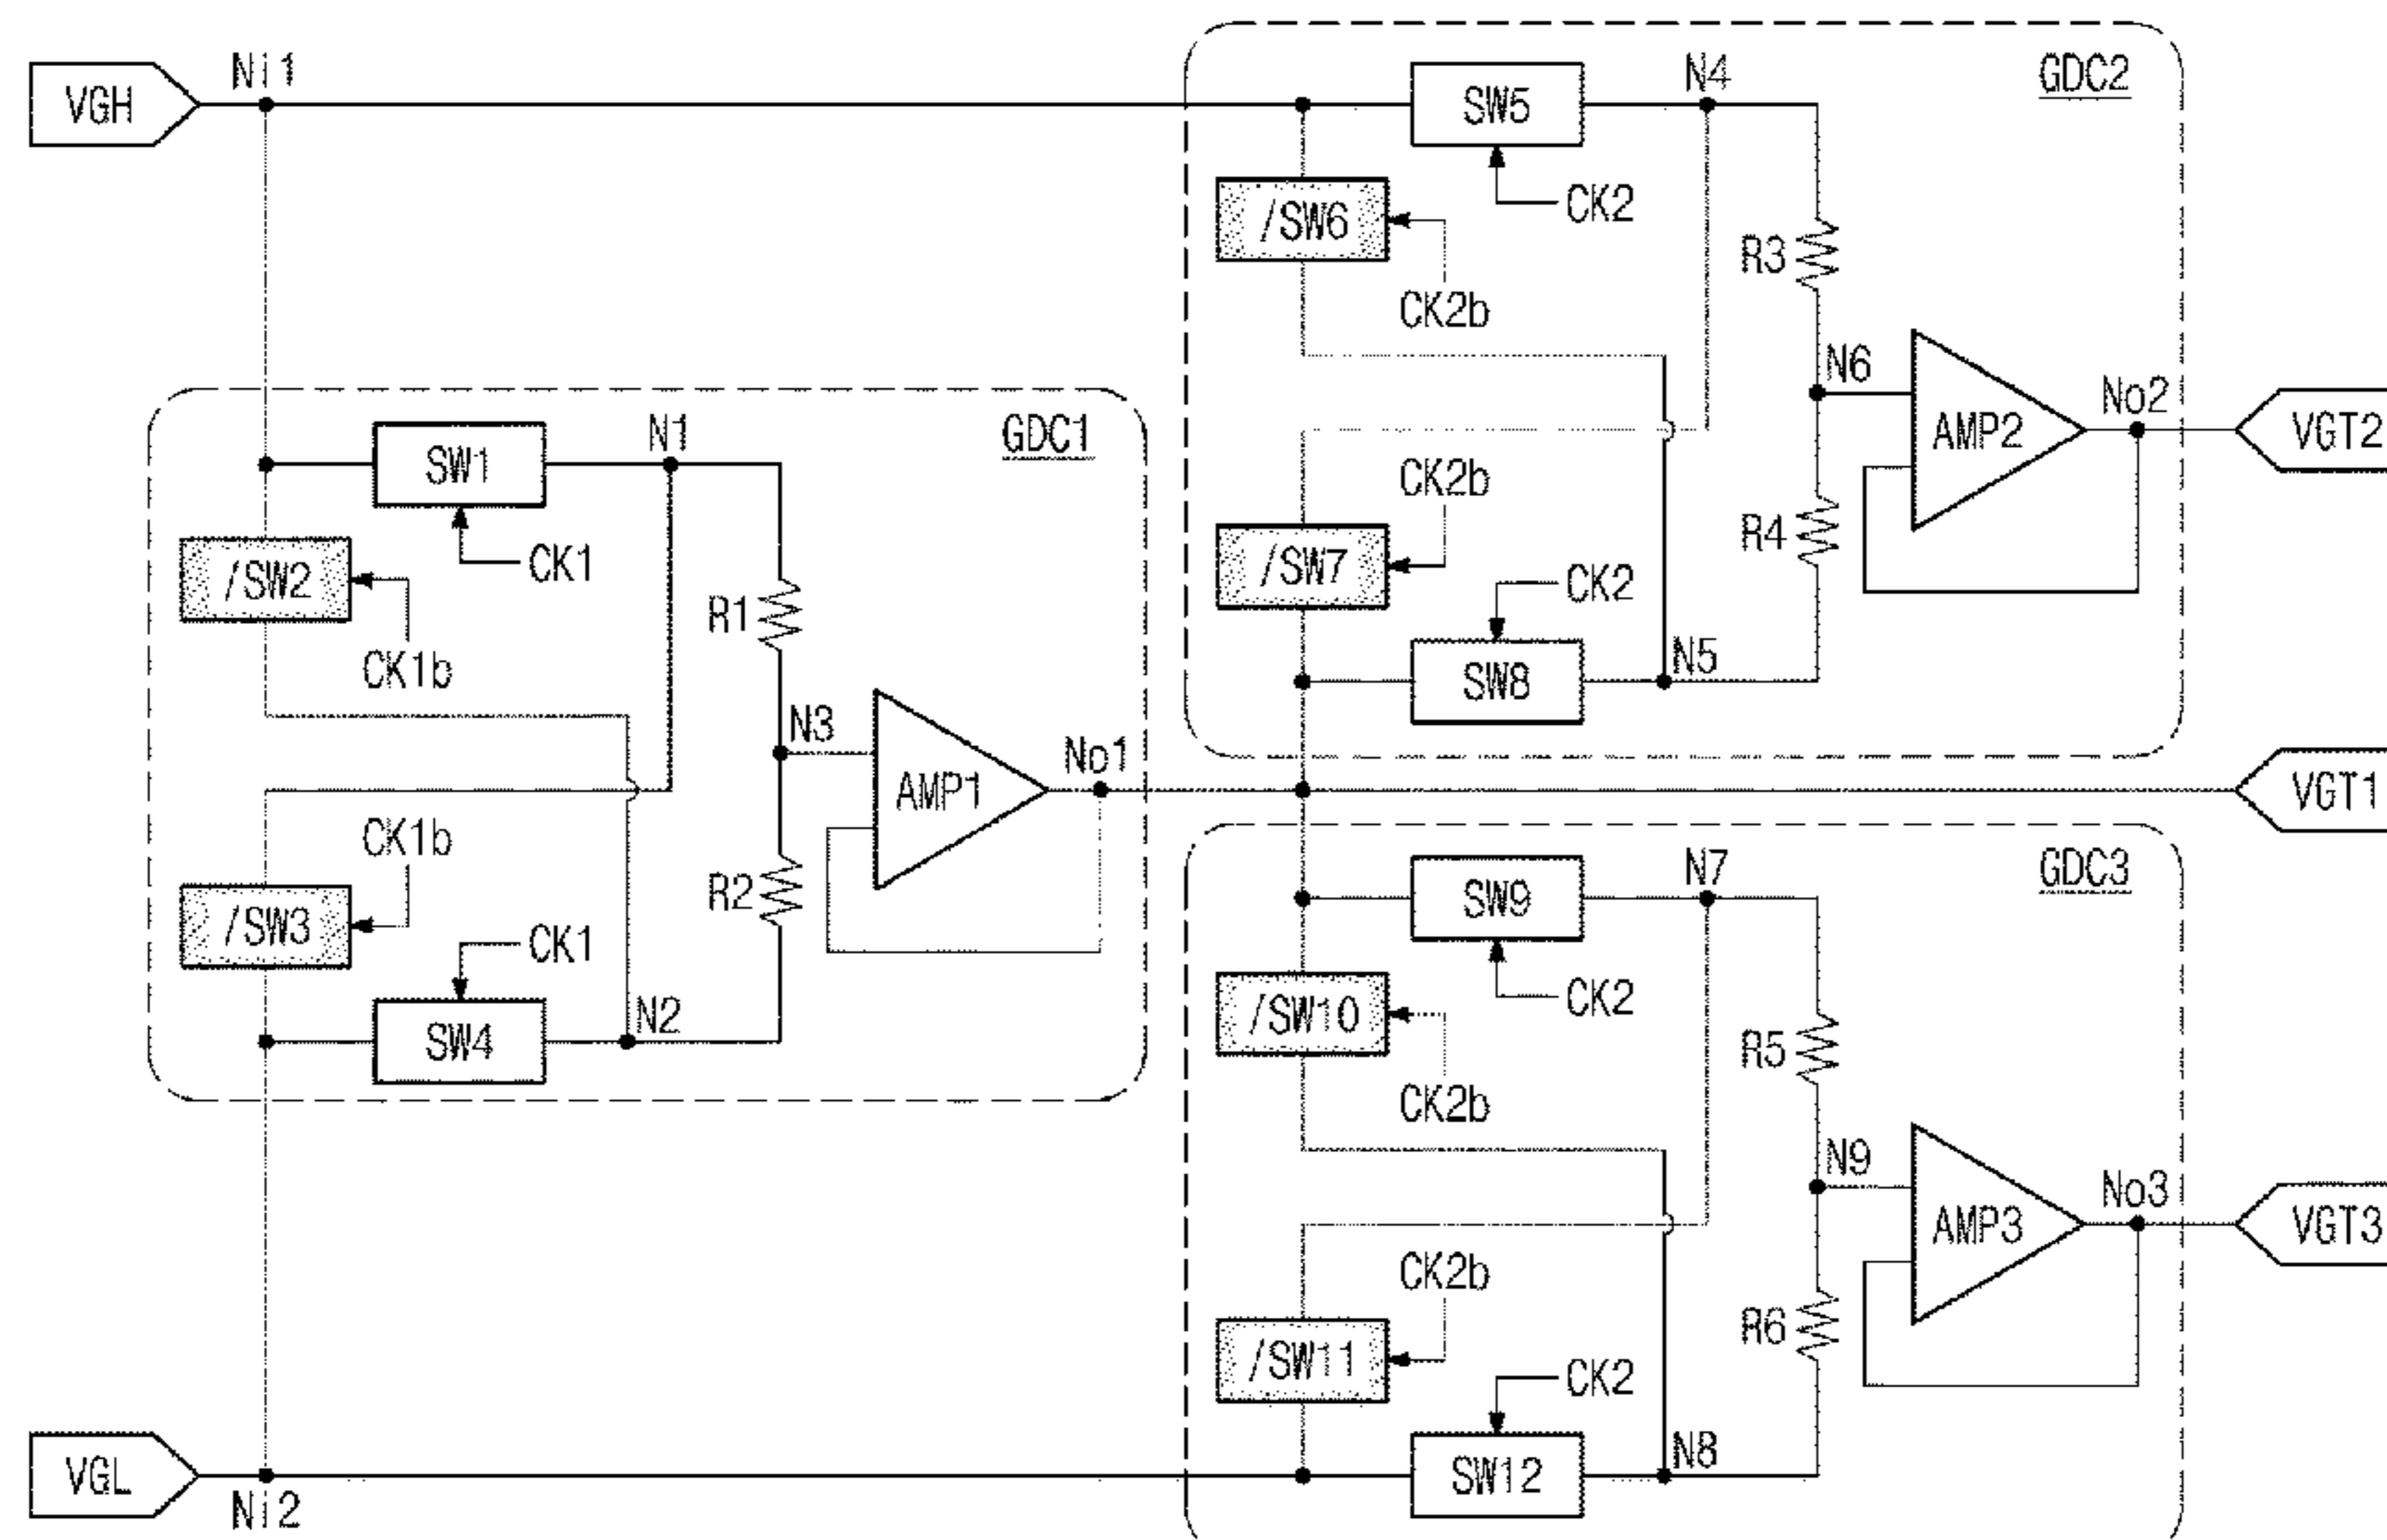 VGH
Ni1
GDC2
SW5
N4
CK2
/SW6
CK2b
R3
N6
AMP2
No2
VGT2
CK2b
/SW7
CK2
R4
SW8
N5
GDC1
SW1
N1
CK1
/SW2
CK1b
R1
N3
AMP1
No1
VGT1
CK1b
/SW3
CK1
R2
SW4
N2
GDC3
SW9
N7
CK2
/SW10
CK2b
R5
N9
AMP3
No3
VGT3
CK2b
/SW11
CK2
R6
SW12
N8
VGL
Ni2